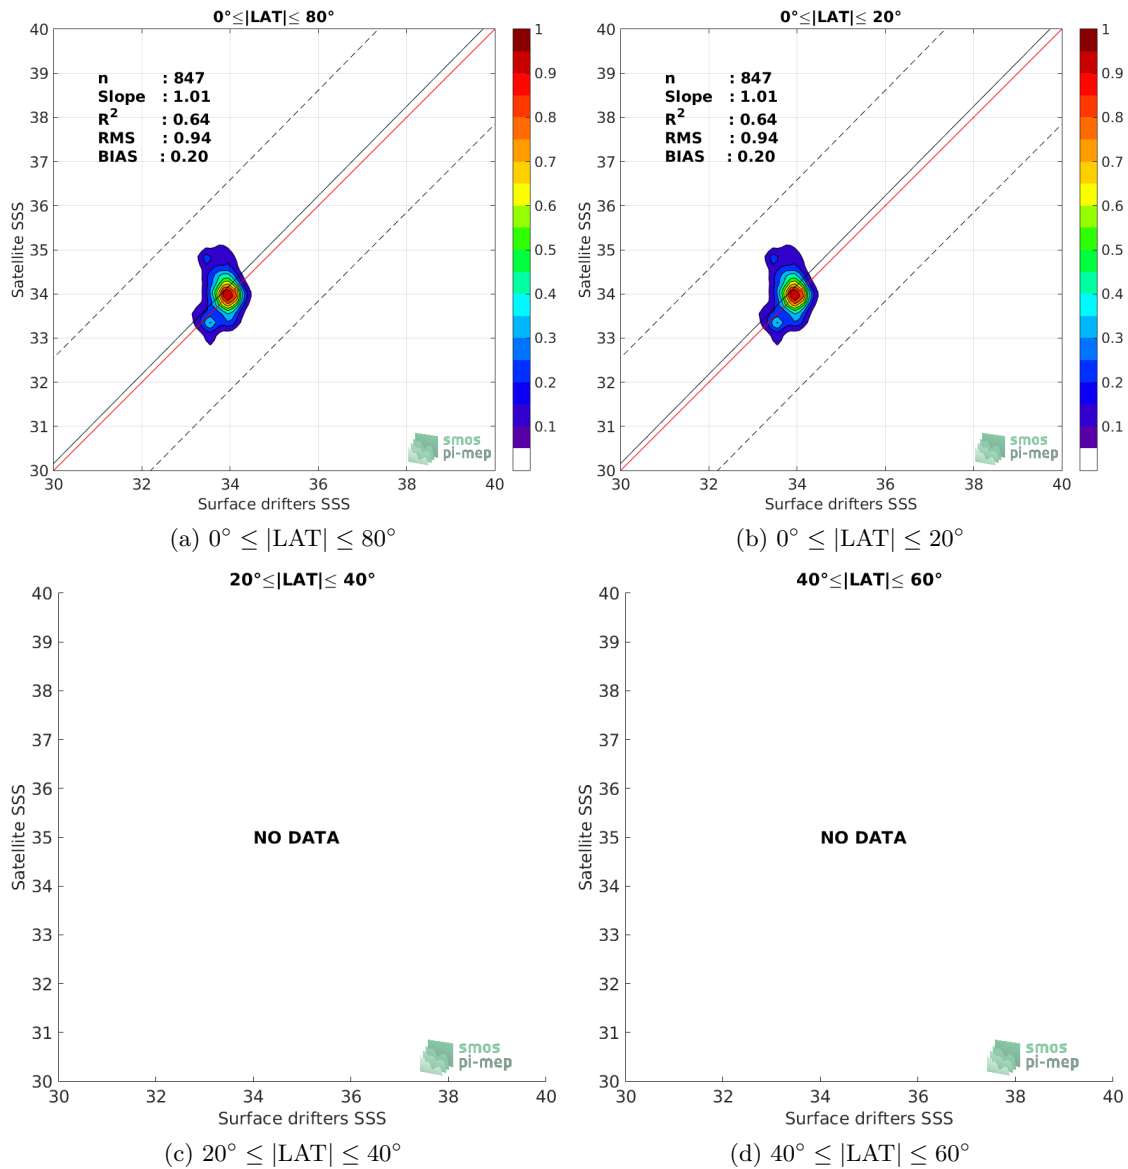 0°≤|LAT|≤ 80°
40
39
38
37
36
35
34
33
32
31
30
Satellite SSS
n : 847
Slope : 1.01
R2 : 0.64
RMS : 0.94
BIAS : 0.20
smos
pi-mep
30 32 34 36 38 40
Surface drifters SSS
1
0.9
0.8
0.7
0.6
0.5
0.4
0.3
0.2
0.1
(a) 0° ≤ |LAT| ≤ 80°
0°≤|LAT|≤ 20°
40
39
38
37
36
35
34
33
32
31
30
Satellite SSS
n : 847
Slope : 1.01
R2 : 0.64
RMS : 0.94
BIAS : 0.20
smos
pi-mep
30 32 34 36 38 40
Surface drifters SSS
1
0.9
0.8
0.7
0.6
0.5
0.4
0.3
0.2
0.1
(b) 0° ≤ |LAT| ≤ 20°
20°≤|LAT|≤ 40°
40
39
38
37
36
35
34
33
32
31
30
Satellite SSS
NO DATA
smos
pi-mep
30 32 34 36 38 40
Surface drifters SSS
(c) 20° ≤ |LAT| ≤ 40°
40°≤|LAT|≤ 60°
40
39
38
37
36
35
34
33
32
31
30
Satellite SSS
NO DATA
smos
pi-mep
30 32 34 36 38 40
Surface drifters SSS
(d) 40° ≤ |LAT| ≤ 60°